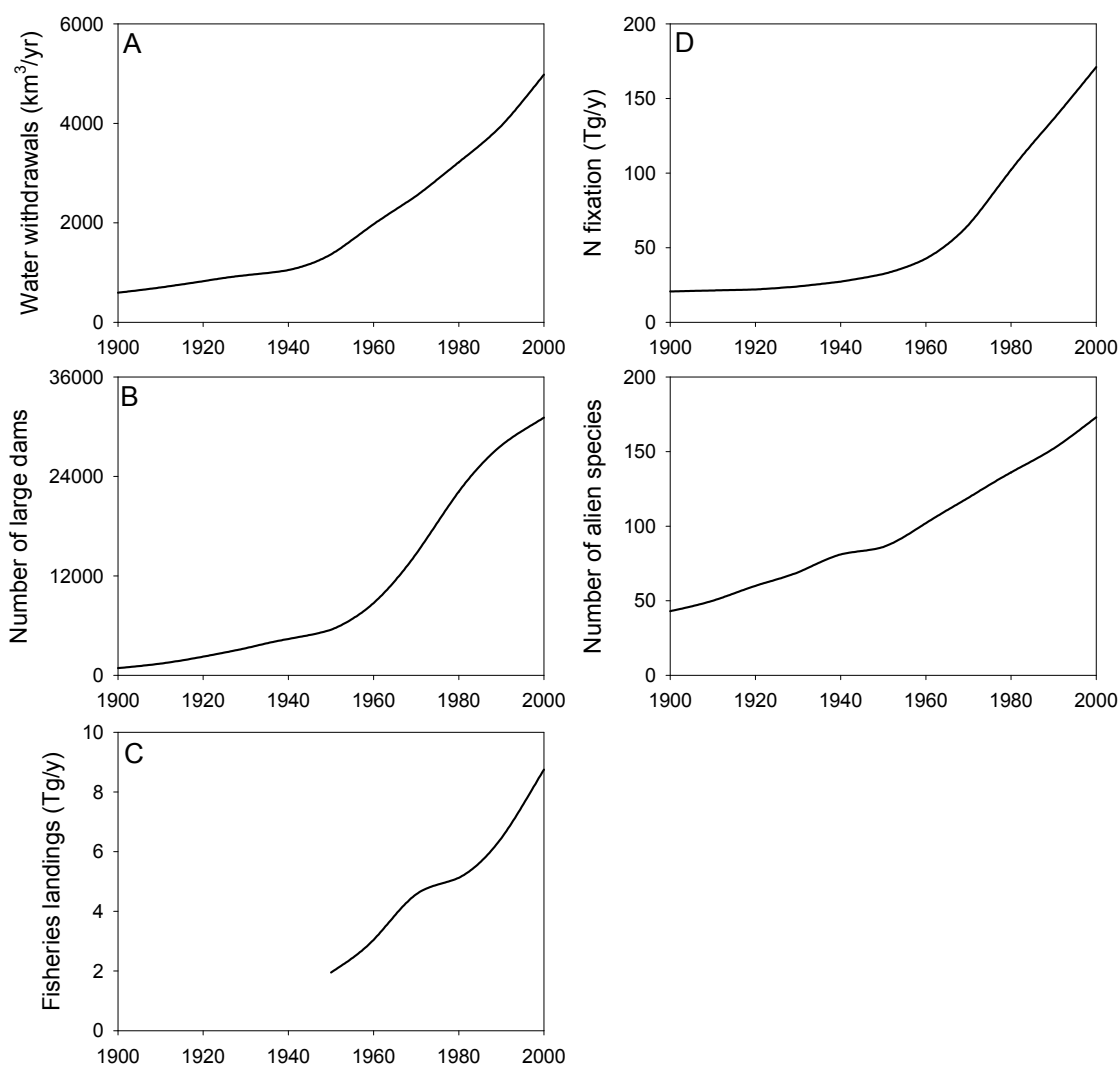 A
Water withdrawals (km³/yr)
6000
4000
2000
0
1900 1920 1940 1960 1980 2000
B
Number of large dams
36000
24000
12000
0
1900 1920 1940 1960 1980 2000
C
Fisheries landings (Tg/y)
10
8
6
4
2
0
1900 1920 1940 1960 1980 2000
D
N fixation (Tg/y)
200
150
100
50
0
1900 1920 1940 1960 1980 2000
Number of alien species
200
150
100
50
0
1900 1920 1940 1960 1980 2000